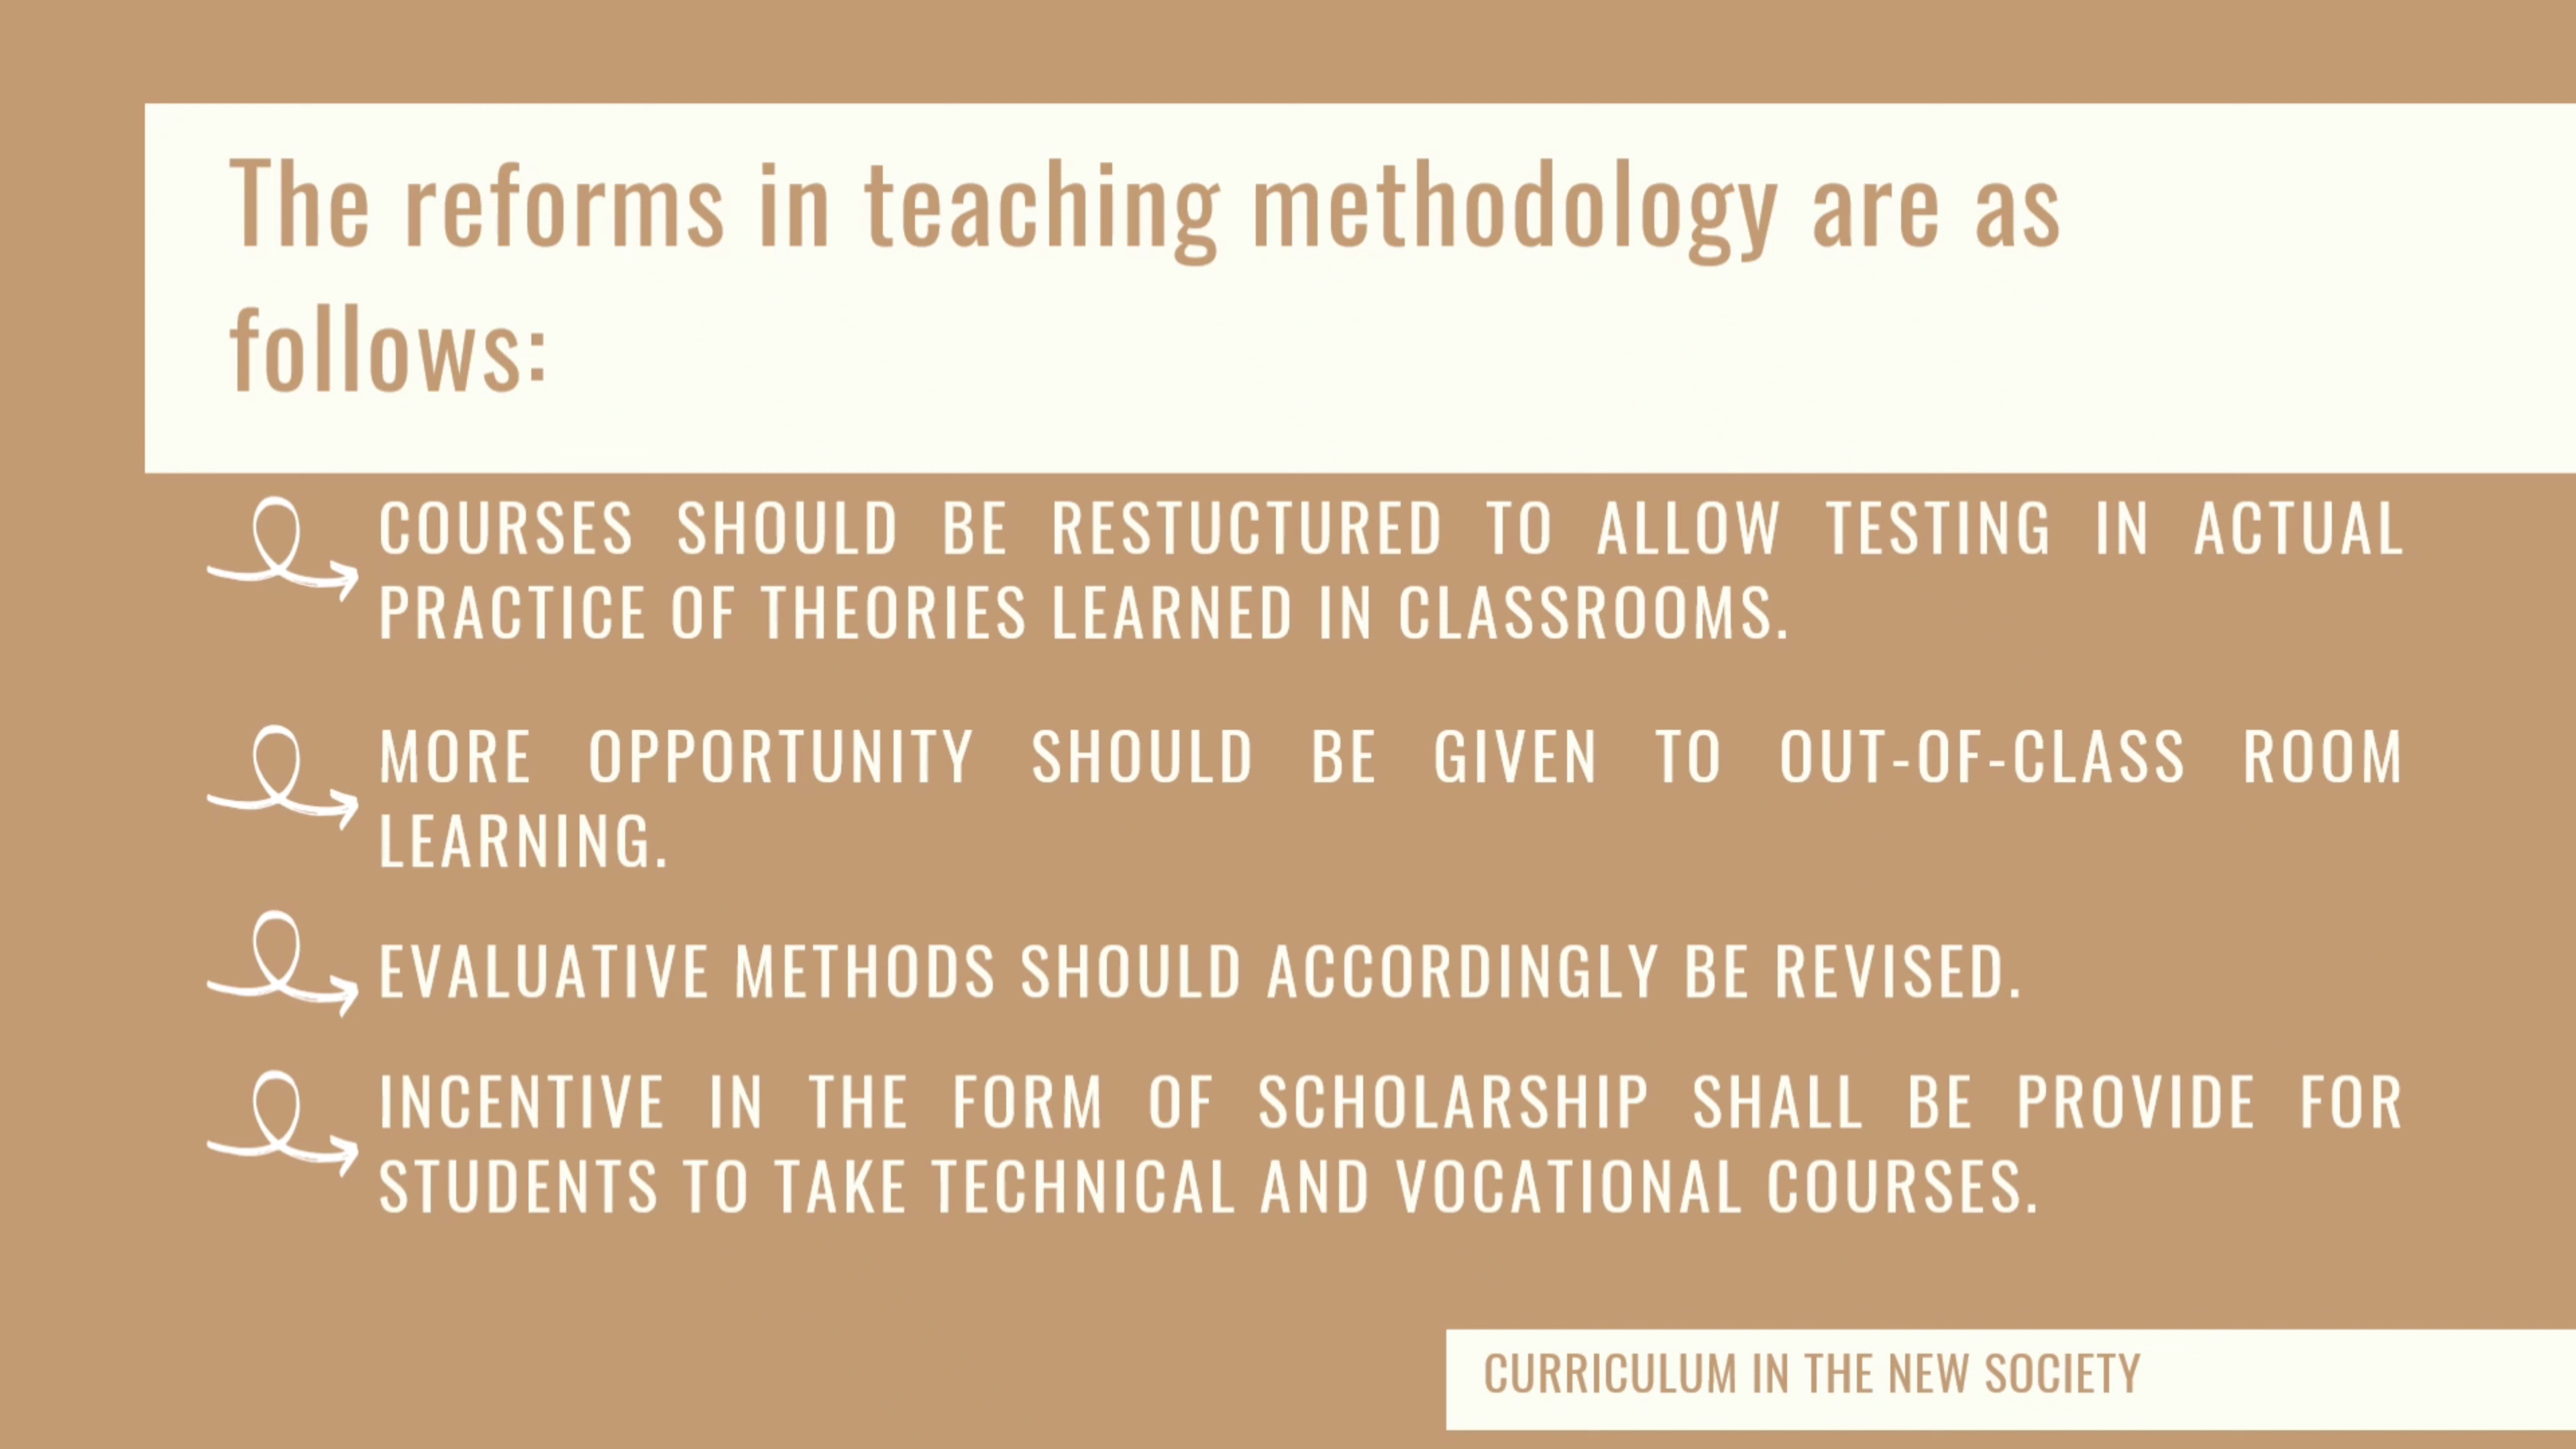 The reforms in teaching methodology are as
follows:
COURSES SHOULD BE RESTUCTURED TO ALLOW TESTING IN ACTUAL
PRACTICE OF THEORIES LEARNED IN CLASSROOMS.
MORE OPPORTUNITY SHOULD BE GIVEN TO OUT-OF-CLASS ROOM
LEARNING.
EVALUATIVE METHODS SHOULD ACCORDINGLY BE REVISED.
INCENTIVE IN THE FORM OF SCHOLARSHIP SHALL BE PROVIDE FOR
STUDENTS TO TAKE TECHNICAL AND VOCATIONAL COURSES.
CURRICULUM IN THE NEW SOCIETY